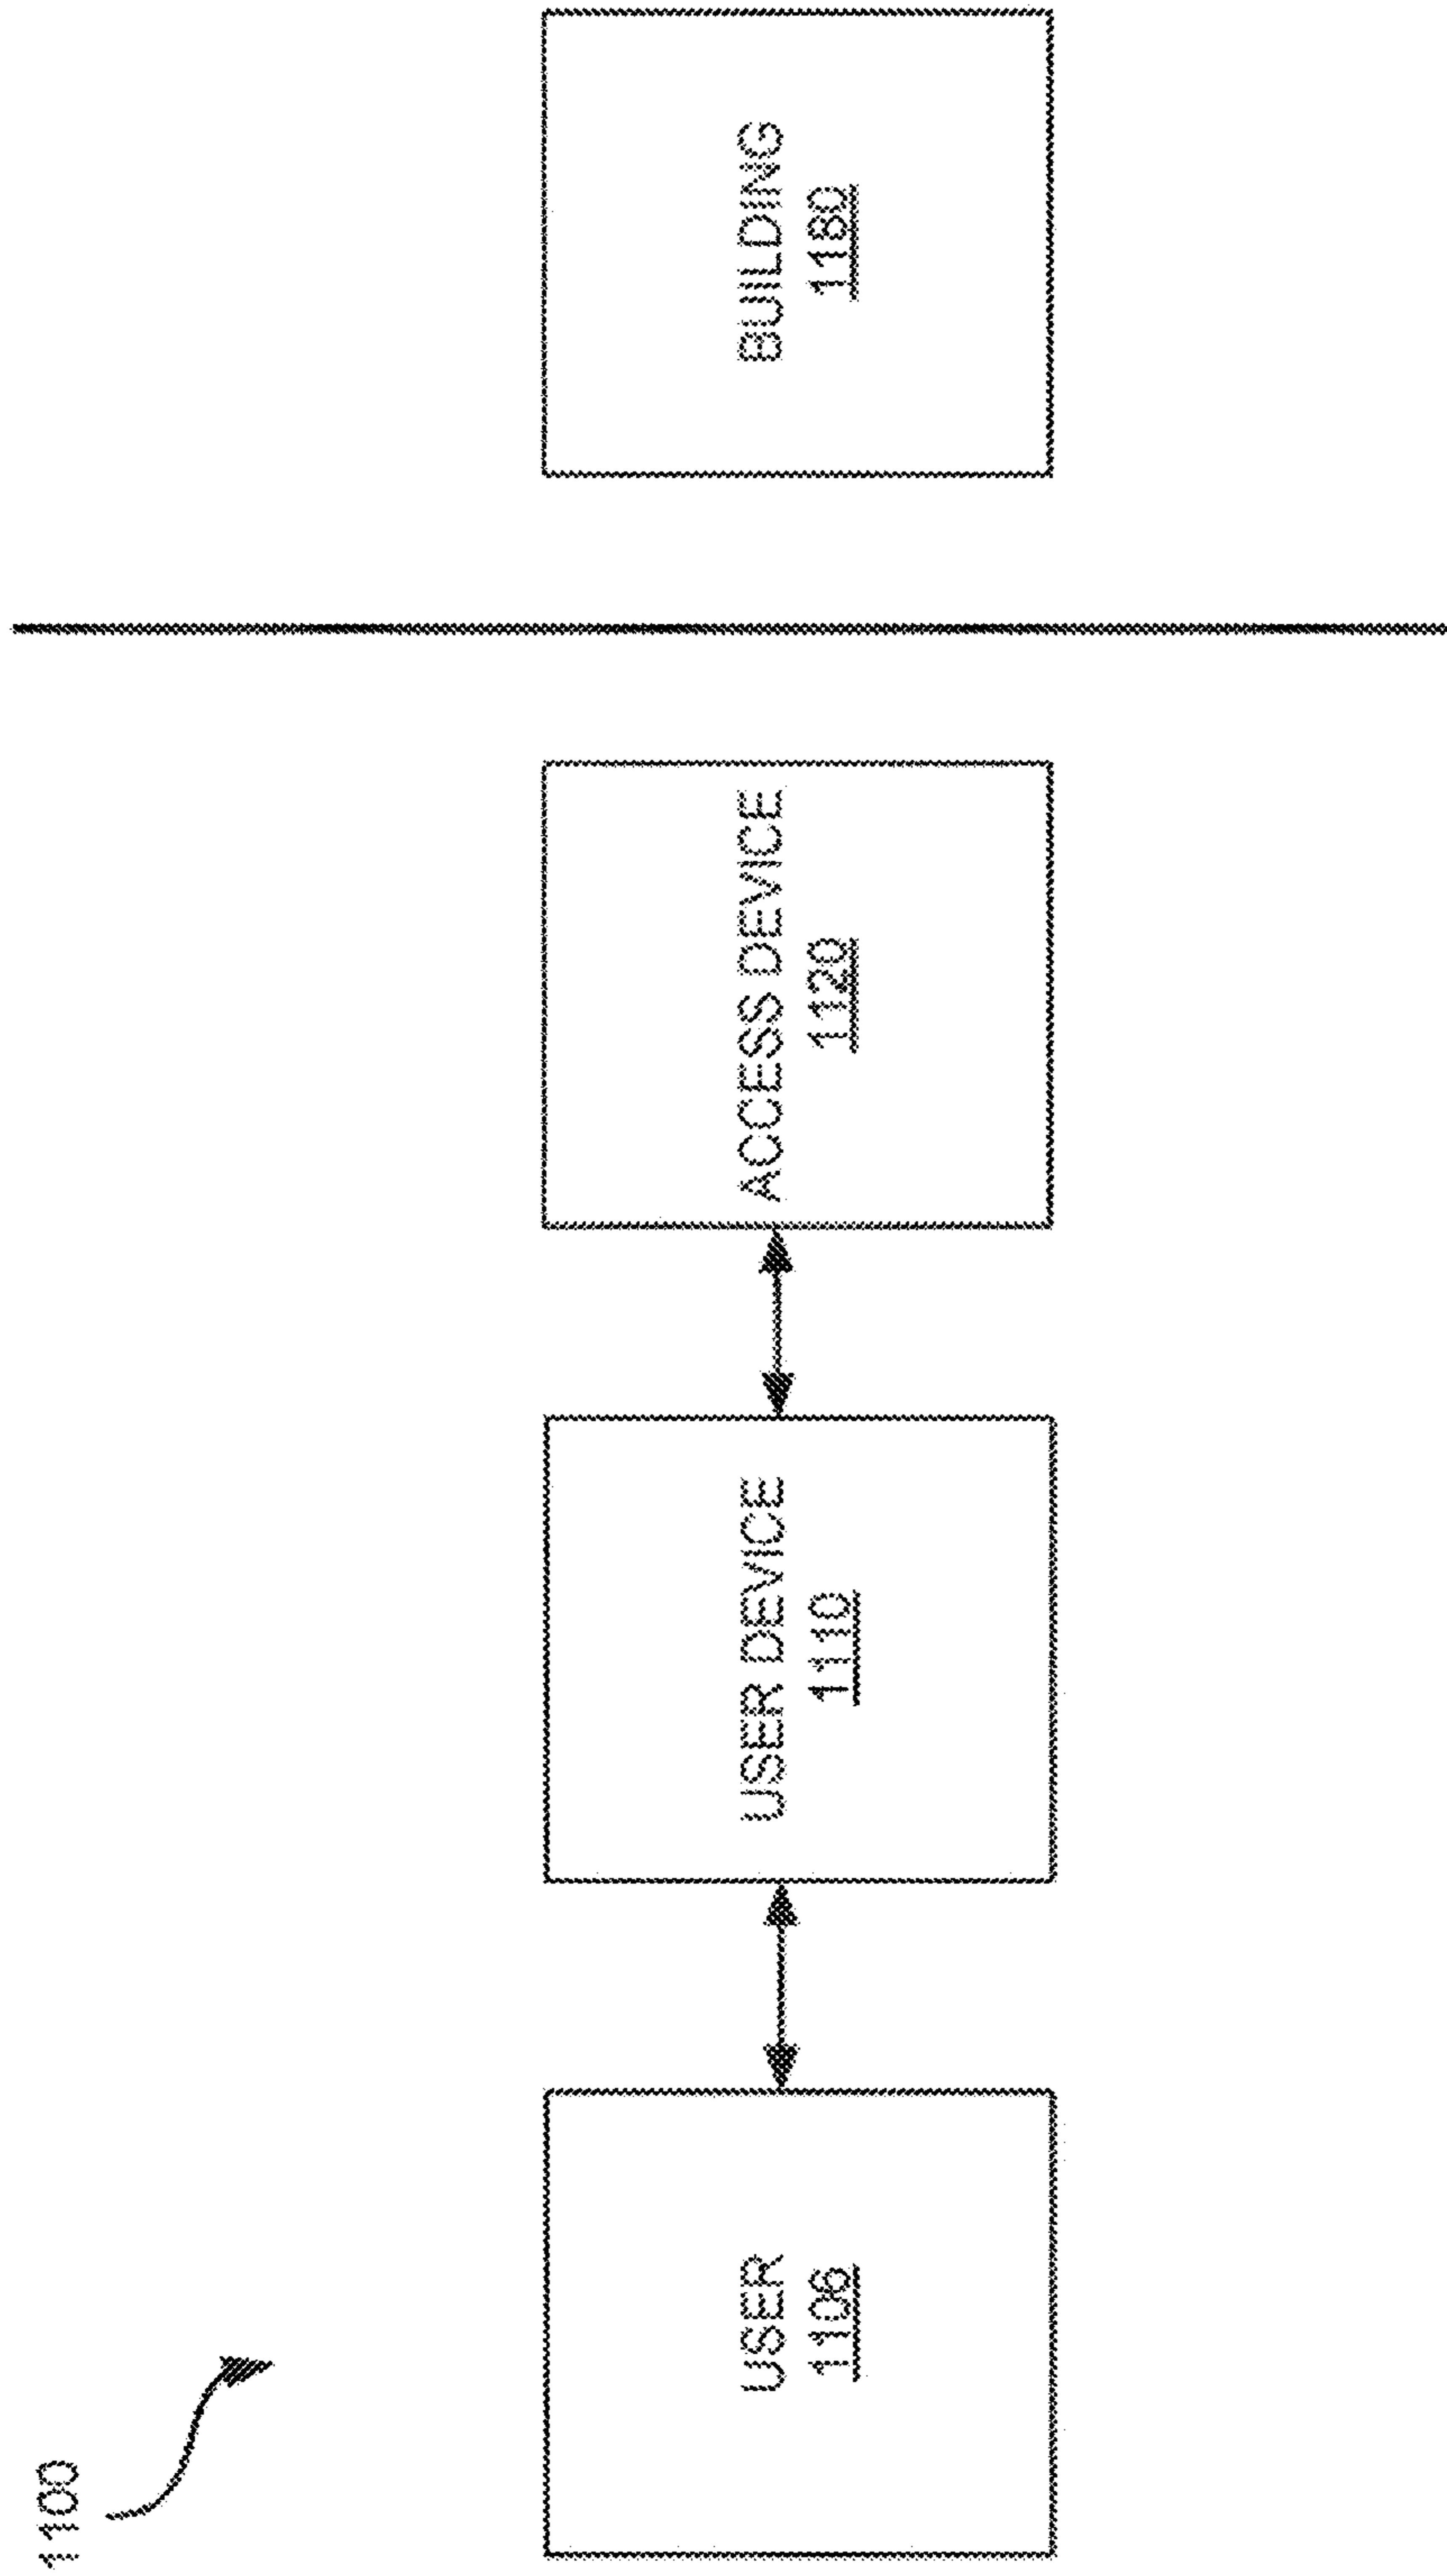 1100
USER
1106
USER DEVICE
1110
ACCESS DEVICE
1120
BUILDING
1180